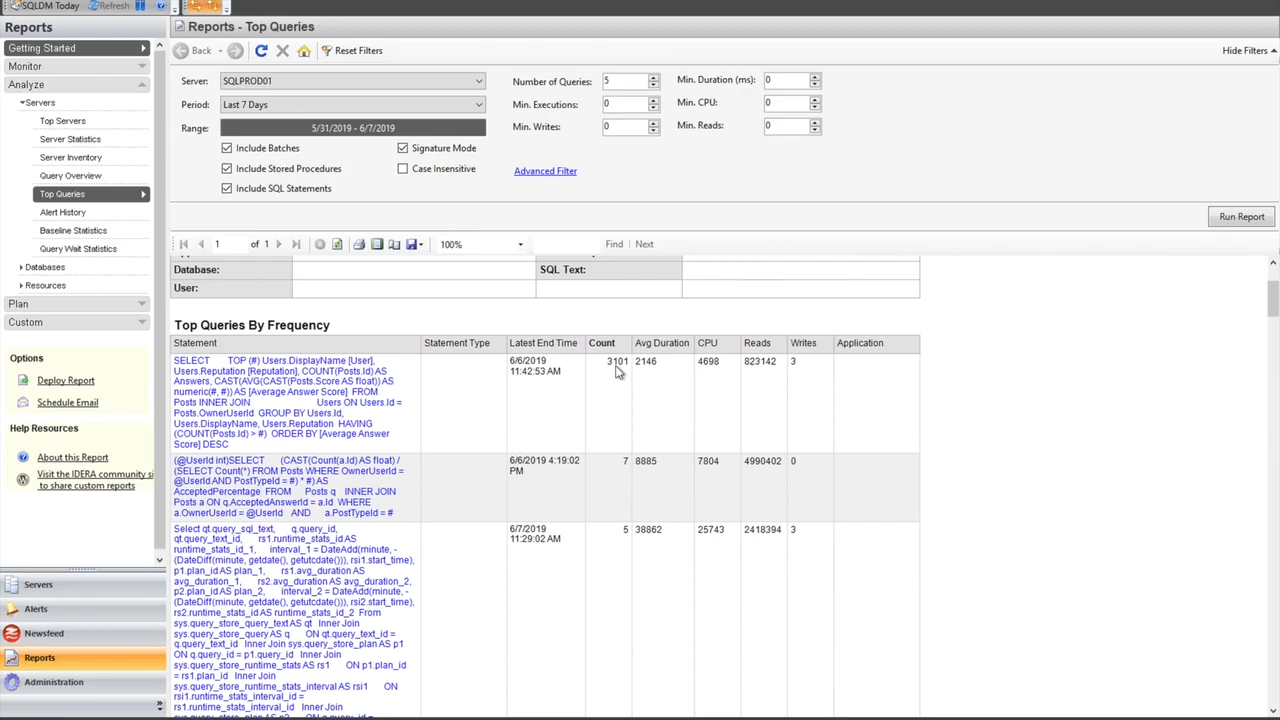 SQLDM Today Refresh
Reports
Reports - Top Queries
Getting Started
Monitor
Analyze
Servers
Top Servers
Server Statistics
Server Inventory
Query Overview
Top Queries
Alert History
Baseline Statistics
Query Wait Statistics
Databases
Resources
Plan
Custom
Options
Deploy Report
Schedule Email
Help Resources
About this Report
Visit the IDERA community si
to share custom reports
Servers
Alerts
Newsfeed
Reports
Administration
Back Reset Filters Hide Filters
Server: SQLPROD01 Number of Queries: 5 Min. Duration (ms): 0
Period: Last 7 Days Min. Executions: 0 Min. CPU: 0
Range: 5/31/2019 - 6/7/2019 Min. Writes: 0 Min. Reads: 0
Include Batches Signature Mode
Include Stored Procedures Case Insensitive Advanced Filter
Include SQL Statements
Run Report
1 of 1 100% Find Next
Database: SQL Text:
User:
Top Queries By Frequency
Statement Statement Type Latest End Time Count Avg Duration CPU Reads Writes Application
SELECT TOP (#) Users.DisplayName [User], 6/6/2019 3101 2146 4698 823142 3
Users.Reputation [Reputation], COUNT(Posts.Id) AS 11:42:53 AM
Answers, CAST(AVG(CAST(Posts.Score AS float)) AS
numeric(#, #)) AS [Average Answer Score] FROM
Posts INNER JOIN Users ON Users.Id =
Posts.OwnerUserId GROUP BY Users.Id,
Users.DisplayName, Users.Reputation HAVING
(COUNT(Posts.Id) > #) ORDER BY [Average Answer
Score] DESC
(@UserId int)SELECT (CAST(Count(a.Id) AS float) / 6/6/2019 4:19:02 7 8885 7804 4990402 0
(SELECT Count(*) FROM Posts WHERE OwnerUserId = PM
@UserId AND PostTypeId = #) * #) AS
AcceptedPercentage FROM Posts q INNER JOIN
Posts a ON q.AcceptedAnswerId = a.Id WHERE
a.OwnerUserId = @UserId AND a.PostTypeId = #
Select qt.query_sql_text, q.query_id, 6/7/2019 5 38862 25743 2418394 3
qt.query_text_id, rs1.runtime_stats_id AS 11:29:02 AM
runtime_stats_id_1, interval_1 = DateAdd(minute, -
(DateDiff(minute, getdate(), getutcdate())), rsi1.start_time),
p1.plan_id AS plan_1, rs1.avg_duration AS
avg_duration_1, rs2.avg_duration AS avg_duration_2,
p2.plan_id AS plan_2, interval_2 = DateAdd(minute, -
(DateDiff(minute, getdate(), getutcdate())), rsi2.start_time),
rs2.runtime_stats_id AS runtime_stats_id_2 From
sys.query_store_query_text AS qt Inner Join
sys.query_store_query AS q ON qt.query_text_id =
q.query_text_id Inner Join sys.query_store_plan AS p1
ON q.query_id = p1.query_id Inner Join
sys.query_store_runtime_stats AS rs1 ON p1.plan_id
= rs1.plan_id Inner Join
sys.query_store_runtime_stats_interval AS rsi1 ON
rsi1.runtime_stats_interval_id =
rs1.runtime_stats_interval_id Inner Join
sys.query_store_plan AS p2 ON q.query_id =